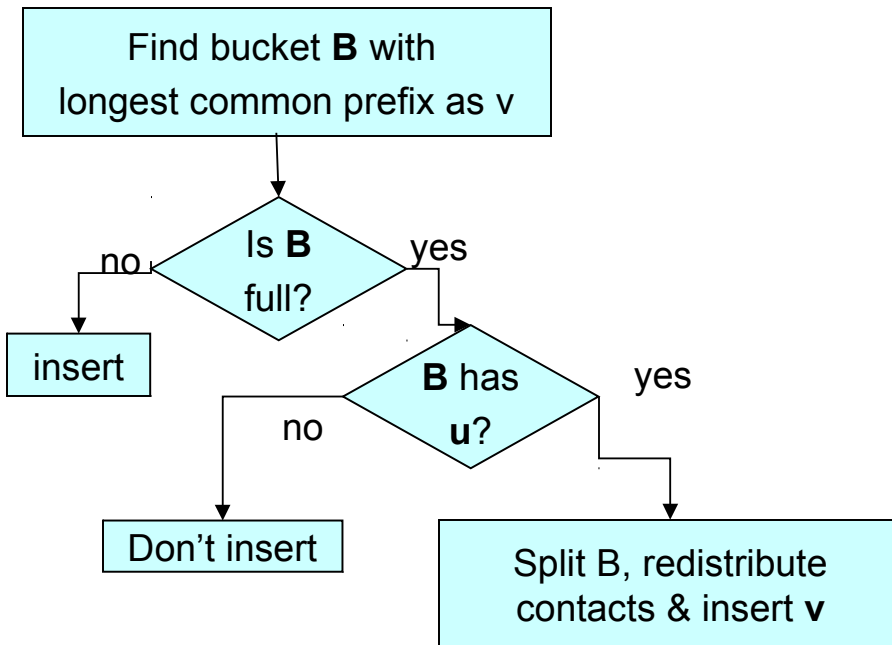 Find bucket B with
longest common prefix as v
Is B
full?
no
yes
insert
B has
u?
yes
no
Don’t insert
Split B, redistribute
contacts & insert v